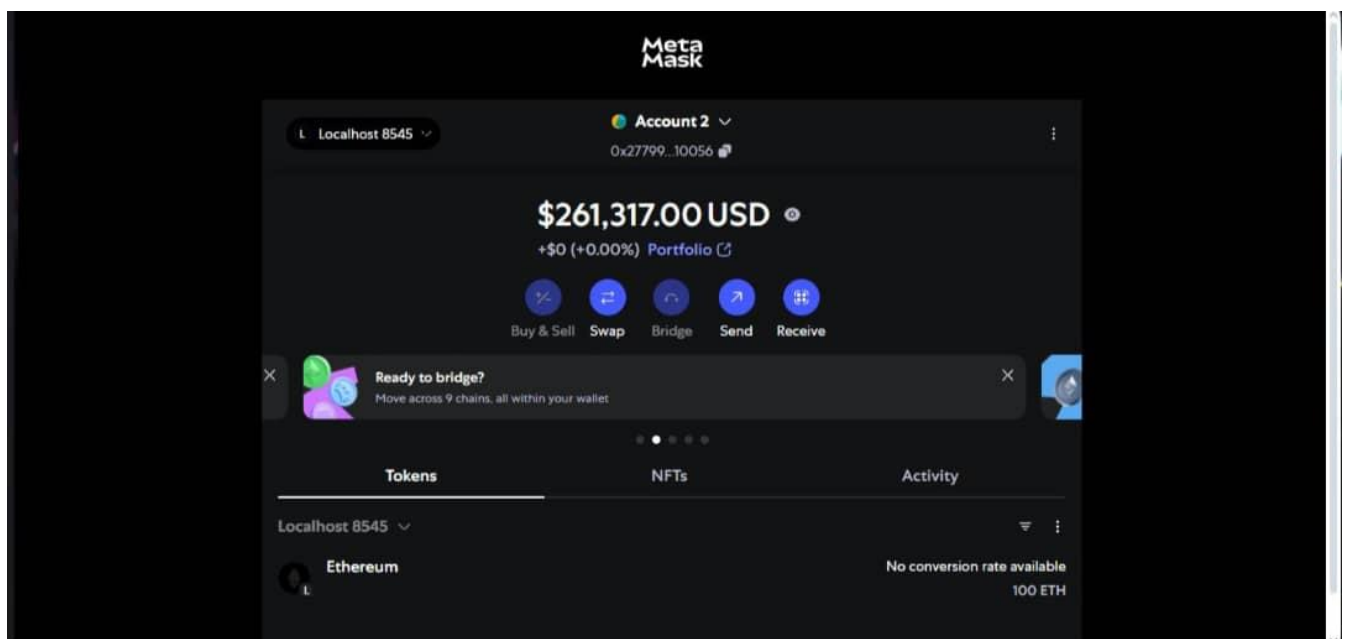 Meta
Mask
L Localhost 8545
Account 2
0x27799...10056
$261,317.00 USD
+$0 (+0.00%) Portfolio
Buy & Sell Swap Bridge Send Receive
Ready to bridge?
Move across 9 chains, all within your wallet
Tokens NFTs Activity
Localhost 8545
Ethereum No conversion rate available
L 100 ETH